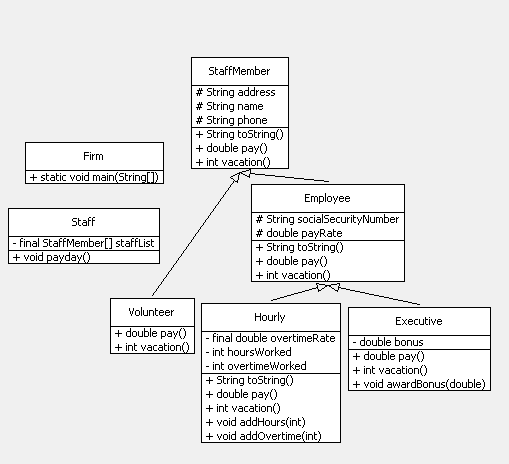 StaffMember
# String address
# String name
# String phone
+ String toString()
+ double pay()
+ int vacation()
Firm
+ static void main(String[])
Employee
# String socialSecurityNumber
# double payRate
+ String toString()
+ double pay()
+ int vacation()
Staff
- final StaffMember[] staffList
+ void payday()
Volunteer
+ double pay()
+ int vacation()
Hourly
- final double overtimeRate
- int hoursWorked
- int overtimeWorked
+ String toString()
+ double pay()
+ int vacation()
+ void addHours(int)
+ void addOvertime(int)
Executive
- double bonus
+ double pay()
+ int vacation()
+ void awardBonus(double)